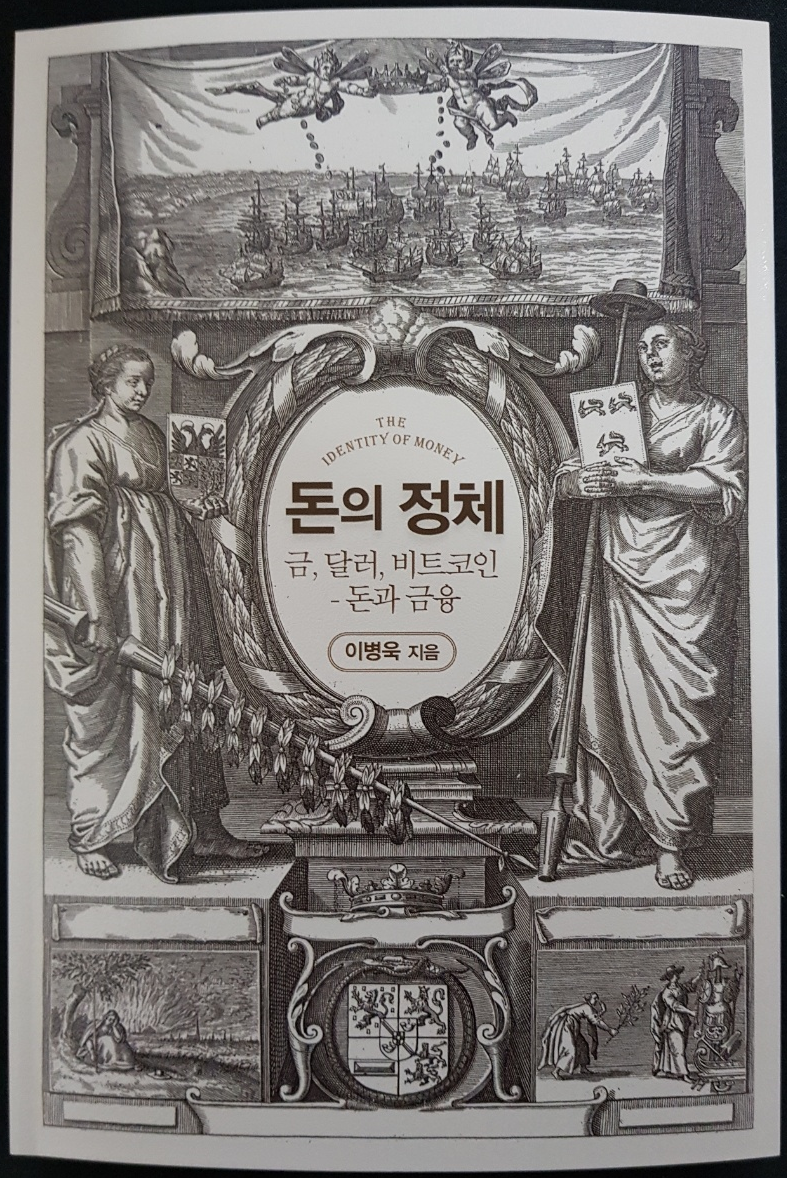 THE
IDENTITY OF MONEY
돈의 정체
금, 달러, 비트코인
- 돈과 금융
이병욱 지음